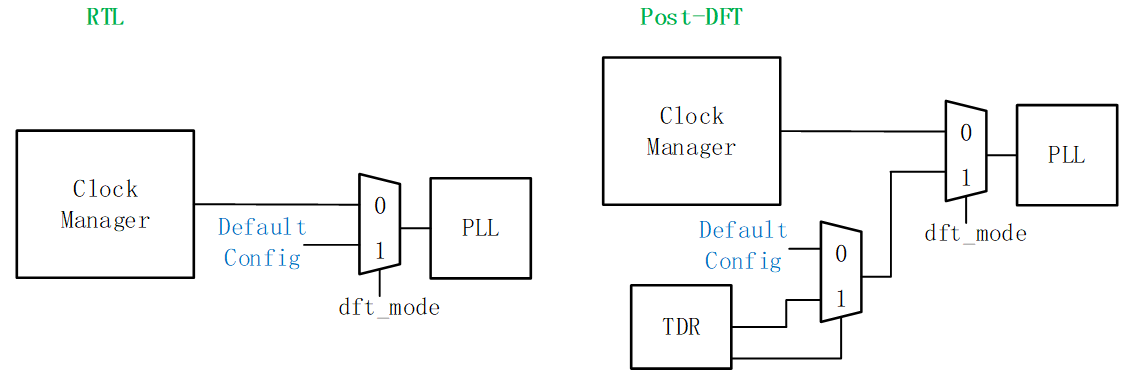 RTL
Clock
Manager
Default
Config
0
1
PLL
dft_mode
Post-DFT
Clock
Manager
0
1
PLL
dft_mode
Default
Config
0
1
TDR